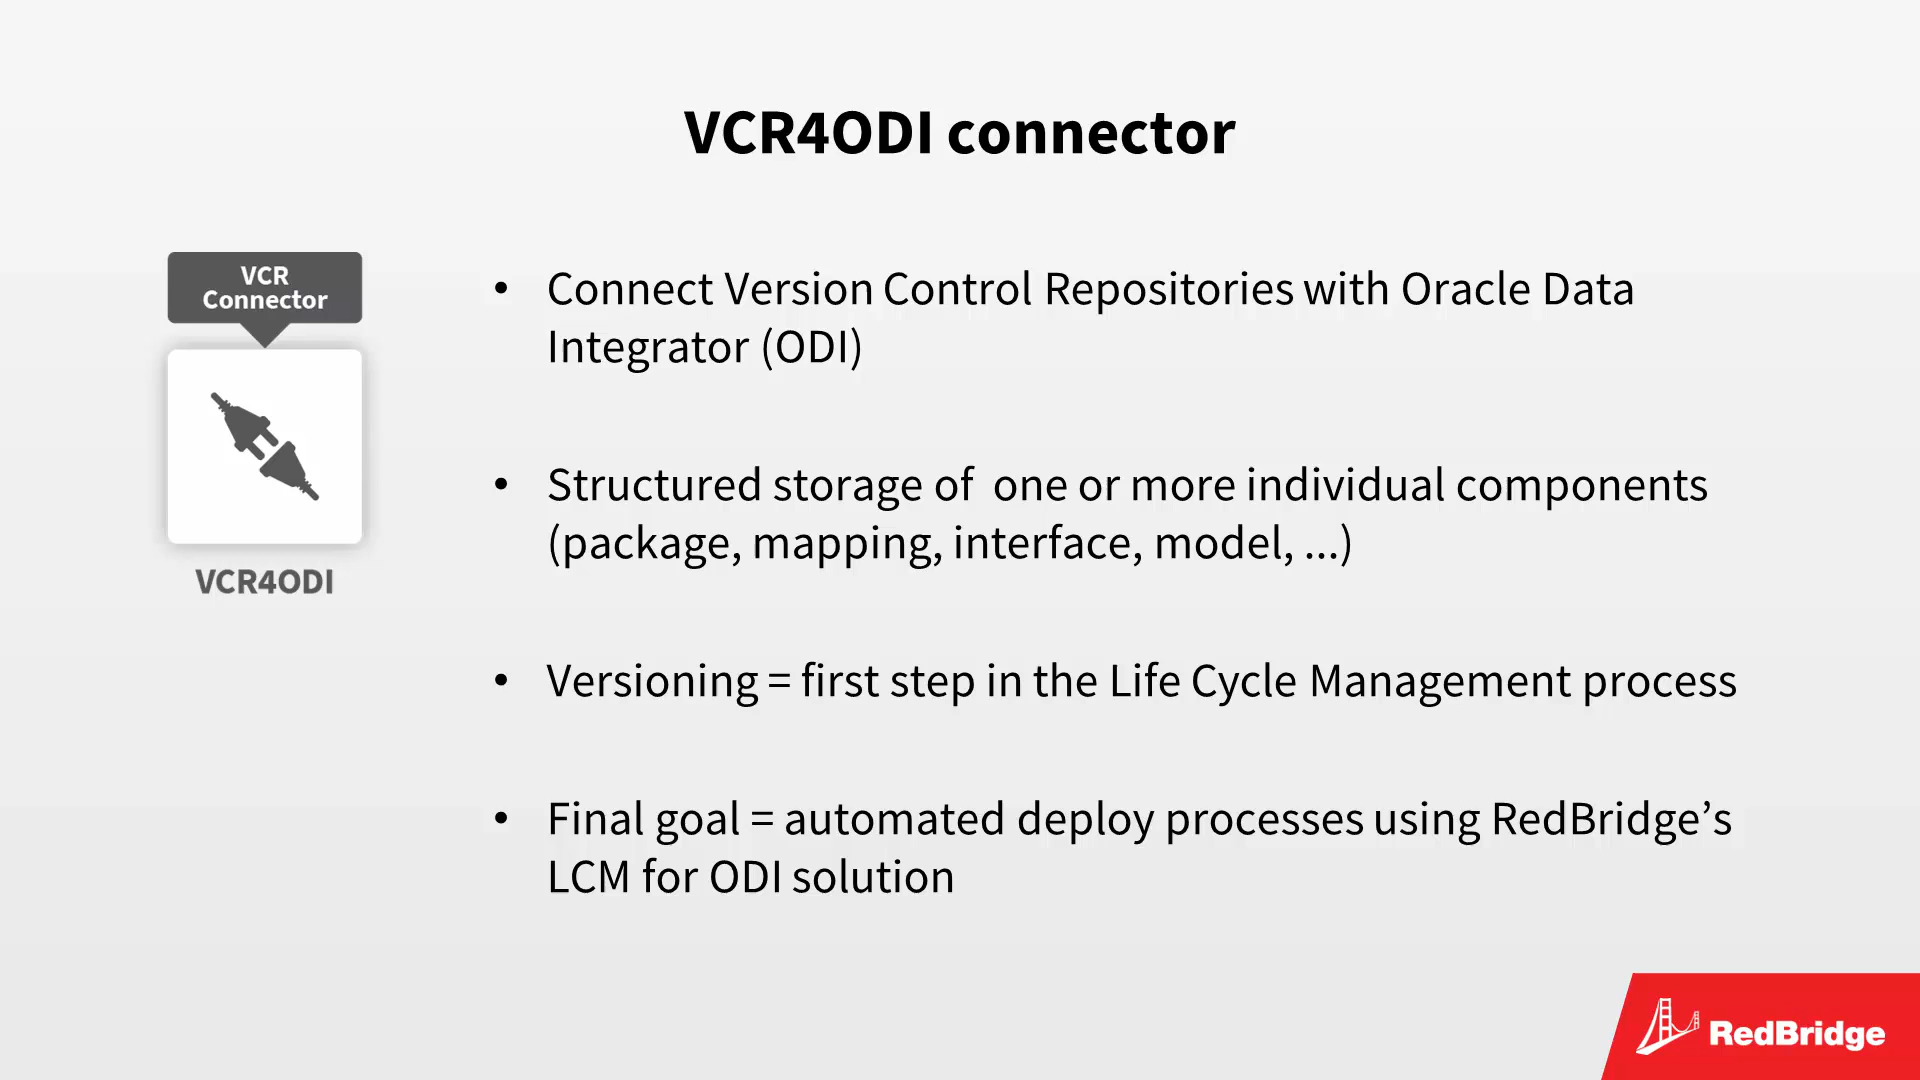 VCR4ODI connector
VCR
Connector
VCR4ODI
• Connect Version Control Repositories with Oracle Data
Integrator (ODI)
• Structured storage of  one or more individual components
(package, mapping, interface, model, ...)
• Versioning = first step in the Life Cycle Management process
• Final goal = automated deploy processes using RedBridge’s
LCM for ODI solution
RedBridge